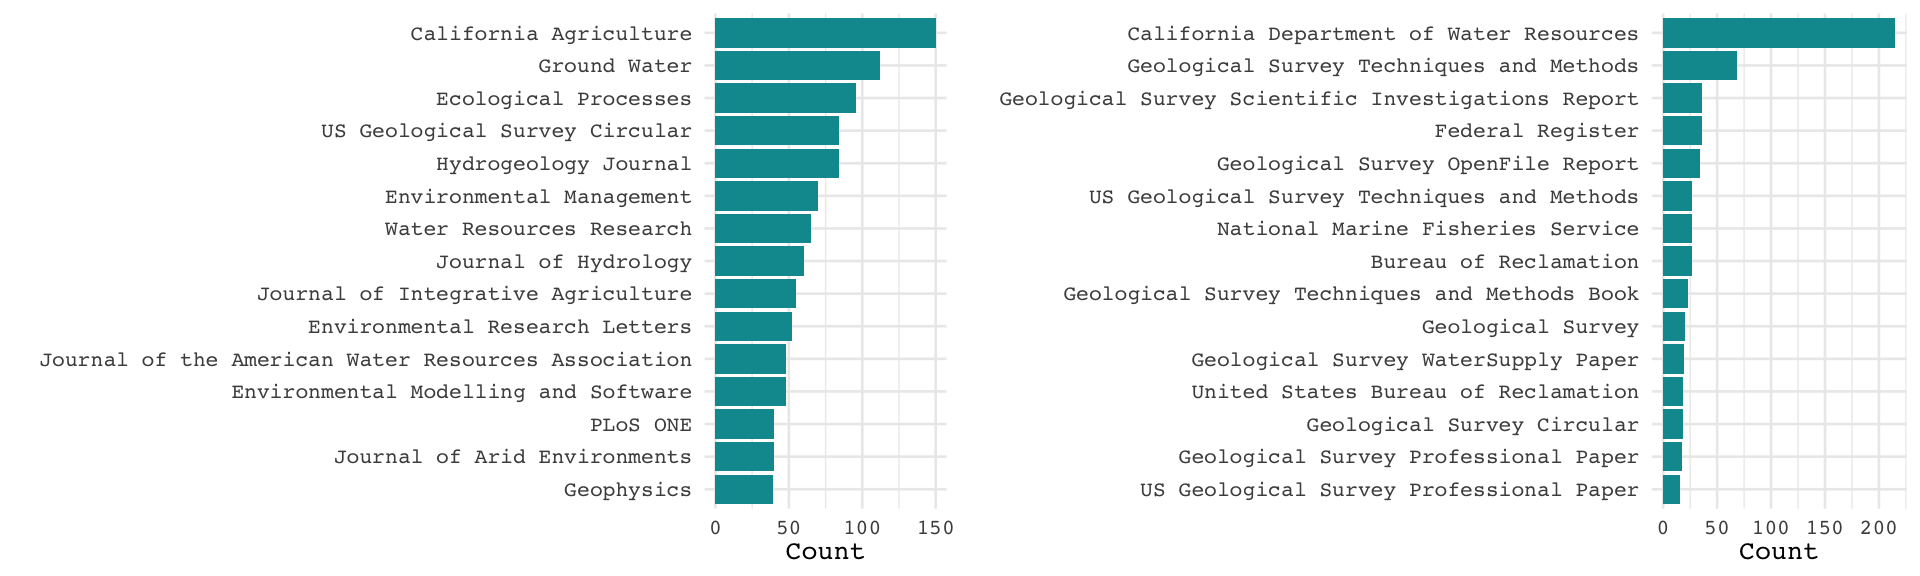 California Agriculture
Ground Water
Ecological Processes
US Geological Survey Circular
Hydrogeology Journal
Environmental Management
Water Resources Research
Journal of Hydrology
Journal of Integrative Agriculture
Environmental Research Letters
Journal of the American Water Resources Association
Environmental Modelling and Software
PLoS ONE
Journal of Arid Environments
Geophysics
0 50 100 150
Count
California Department of Water Resources
Geological Survey Techniques and Methods
Geological Survey Scientific Investigations Report
Federal Register
Geological Survey OpenFile Report
US Geological Survey Techniques and Methods
National Marine Fisheries Service
Bureau of Reclamation
Geological Survey Techniques and Methods Book
Geological Survey
Geological Survey WaterSupply Paper
United States Bureau of Reclamation
Geological Survey Circular
Geological Survey Professional Paper
US Geological Survey Professional Paper
0 50 100 150 200
Count